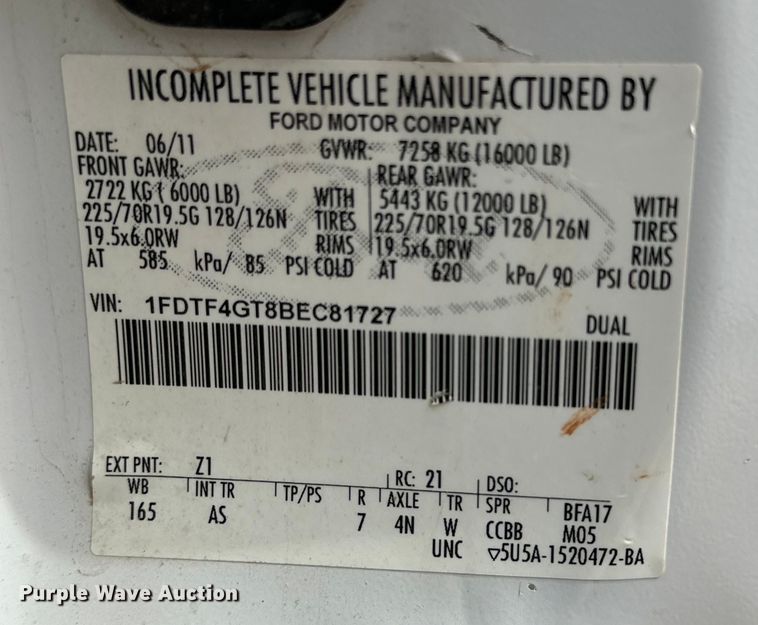 INCOMPLETE VEHICLE MANUFACTURED BY
FORD MOTOR COMPANY
DATE: 06/11 GVWR: 7258 KG (16000 LB)
FRONT GAWR: REAR GAWR:
2722 KG ( 6000 LB) WITH 5443 KG (12000 LB) WITH
225/70R19.5G 128/126N TIRES 225/70R19.5G 128/126N TIRES
19.5x6.0RW RIMS 19.5x6.0RW RIMS
AT 585 kPa/ 85 PSI COLD AT 620 kPa/ 90 PSI COLD
VIN: 1FDTF4GT8BEC81727
DUAL
EXT PNT: Z1 RC: 21 DSO:
WB INT TR TP/PS R AXLE TR SPR BFA17
165 AS 7 4N W CCBB M05
UNC ▽5U5A-1520472-BA
Purple Wave Auction